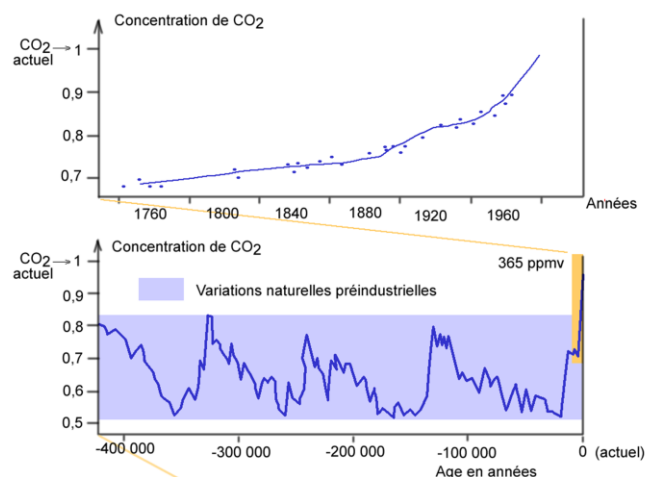 Concentration de CO2
CO2 → 1
actuel
0,9
0,8
0,7
1760 1800 1840 1880 1920 1960 Années
Concentration de CO2
CO2 → 1
actuel
365 ppmv
0,9
Variations naturelles préindustrielles
0,8
0,7
0,6
0,5
-400 000 -300 000 -200 000 -100 000 0 (actuel)
Age en années